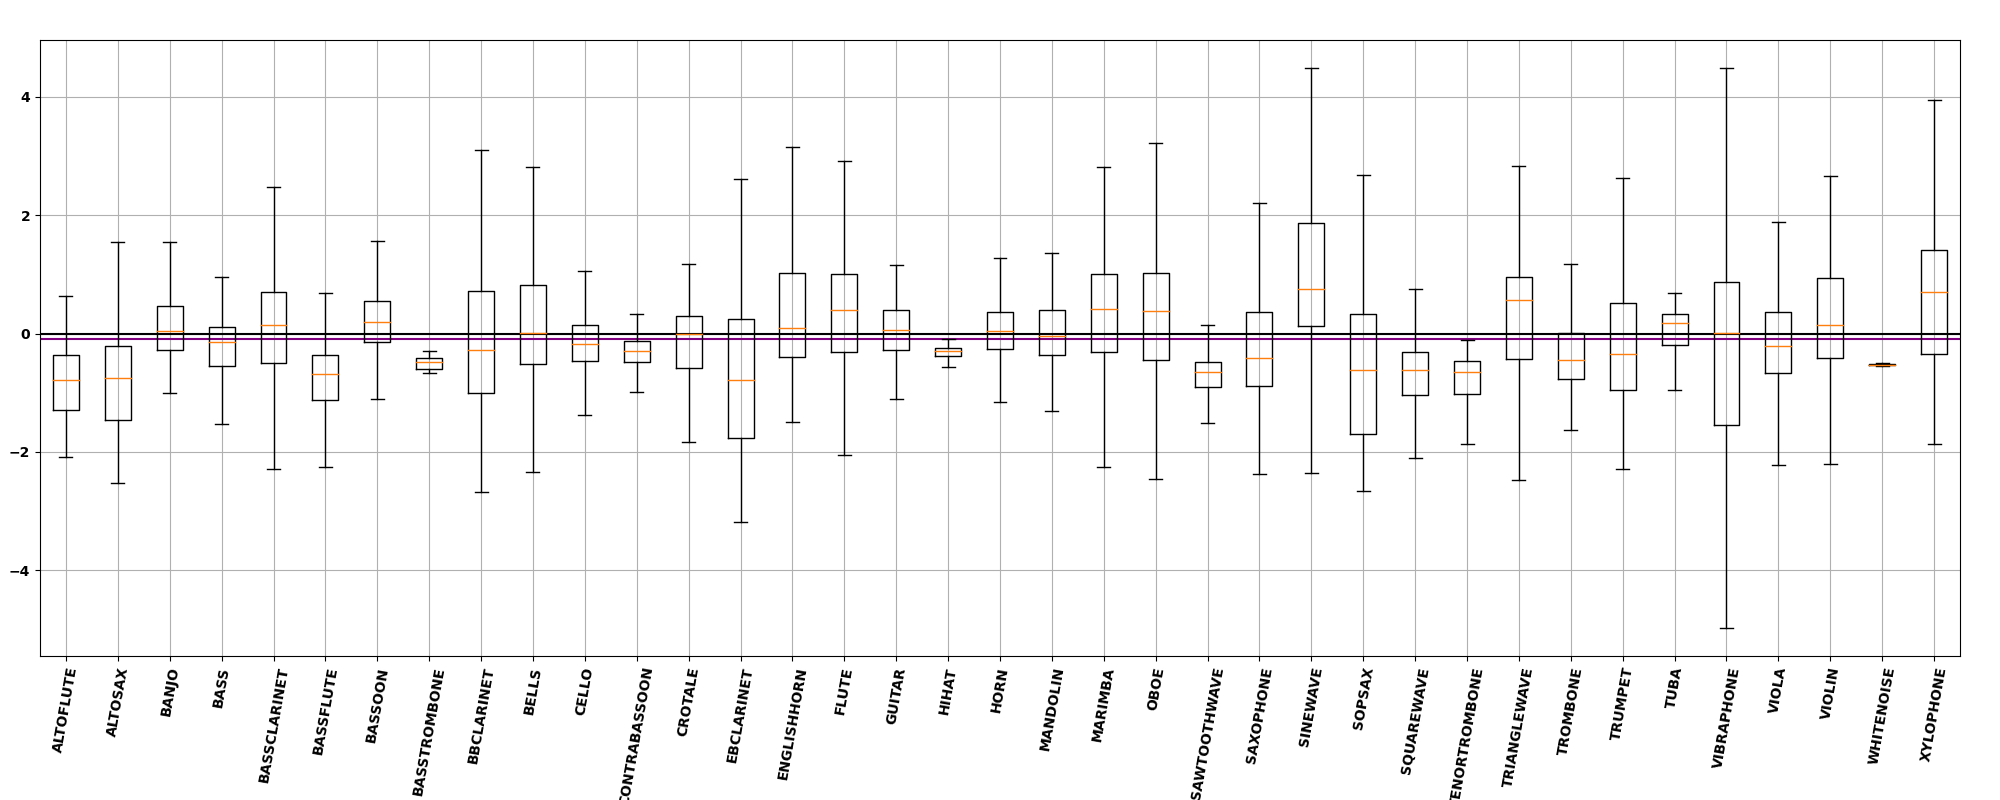 4
2
0
−2
−4
ALTOFLUTE
ALTOSAX
BANJO
BASS
BASSCLARINET
BASSFLUTE
BASSOON
BASSTROMBONE
BBCLARINET
BELLS
CELLO
CONTRABASSOON
CROTALE
EBCLARINET
ENGLISHHORN
FLUTE
GUITAR
HIHAT
HORN
MANDOLIN
MARIMBA
OBOE
SAWTOOTHWAVE
SAXOPHONE
SINEWAVE
SOPSAX
SQUAREWAVE
TENORTROMBONE
TRIANGLEWAVE
TROMBONE
TRUMPET
TUBA
VIBRAPHONE
VIOLA
VIOLIN
WHITENOISE
XYLOPHONE